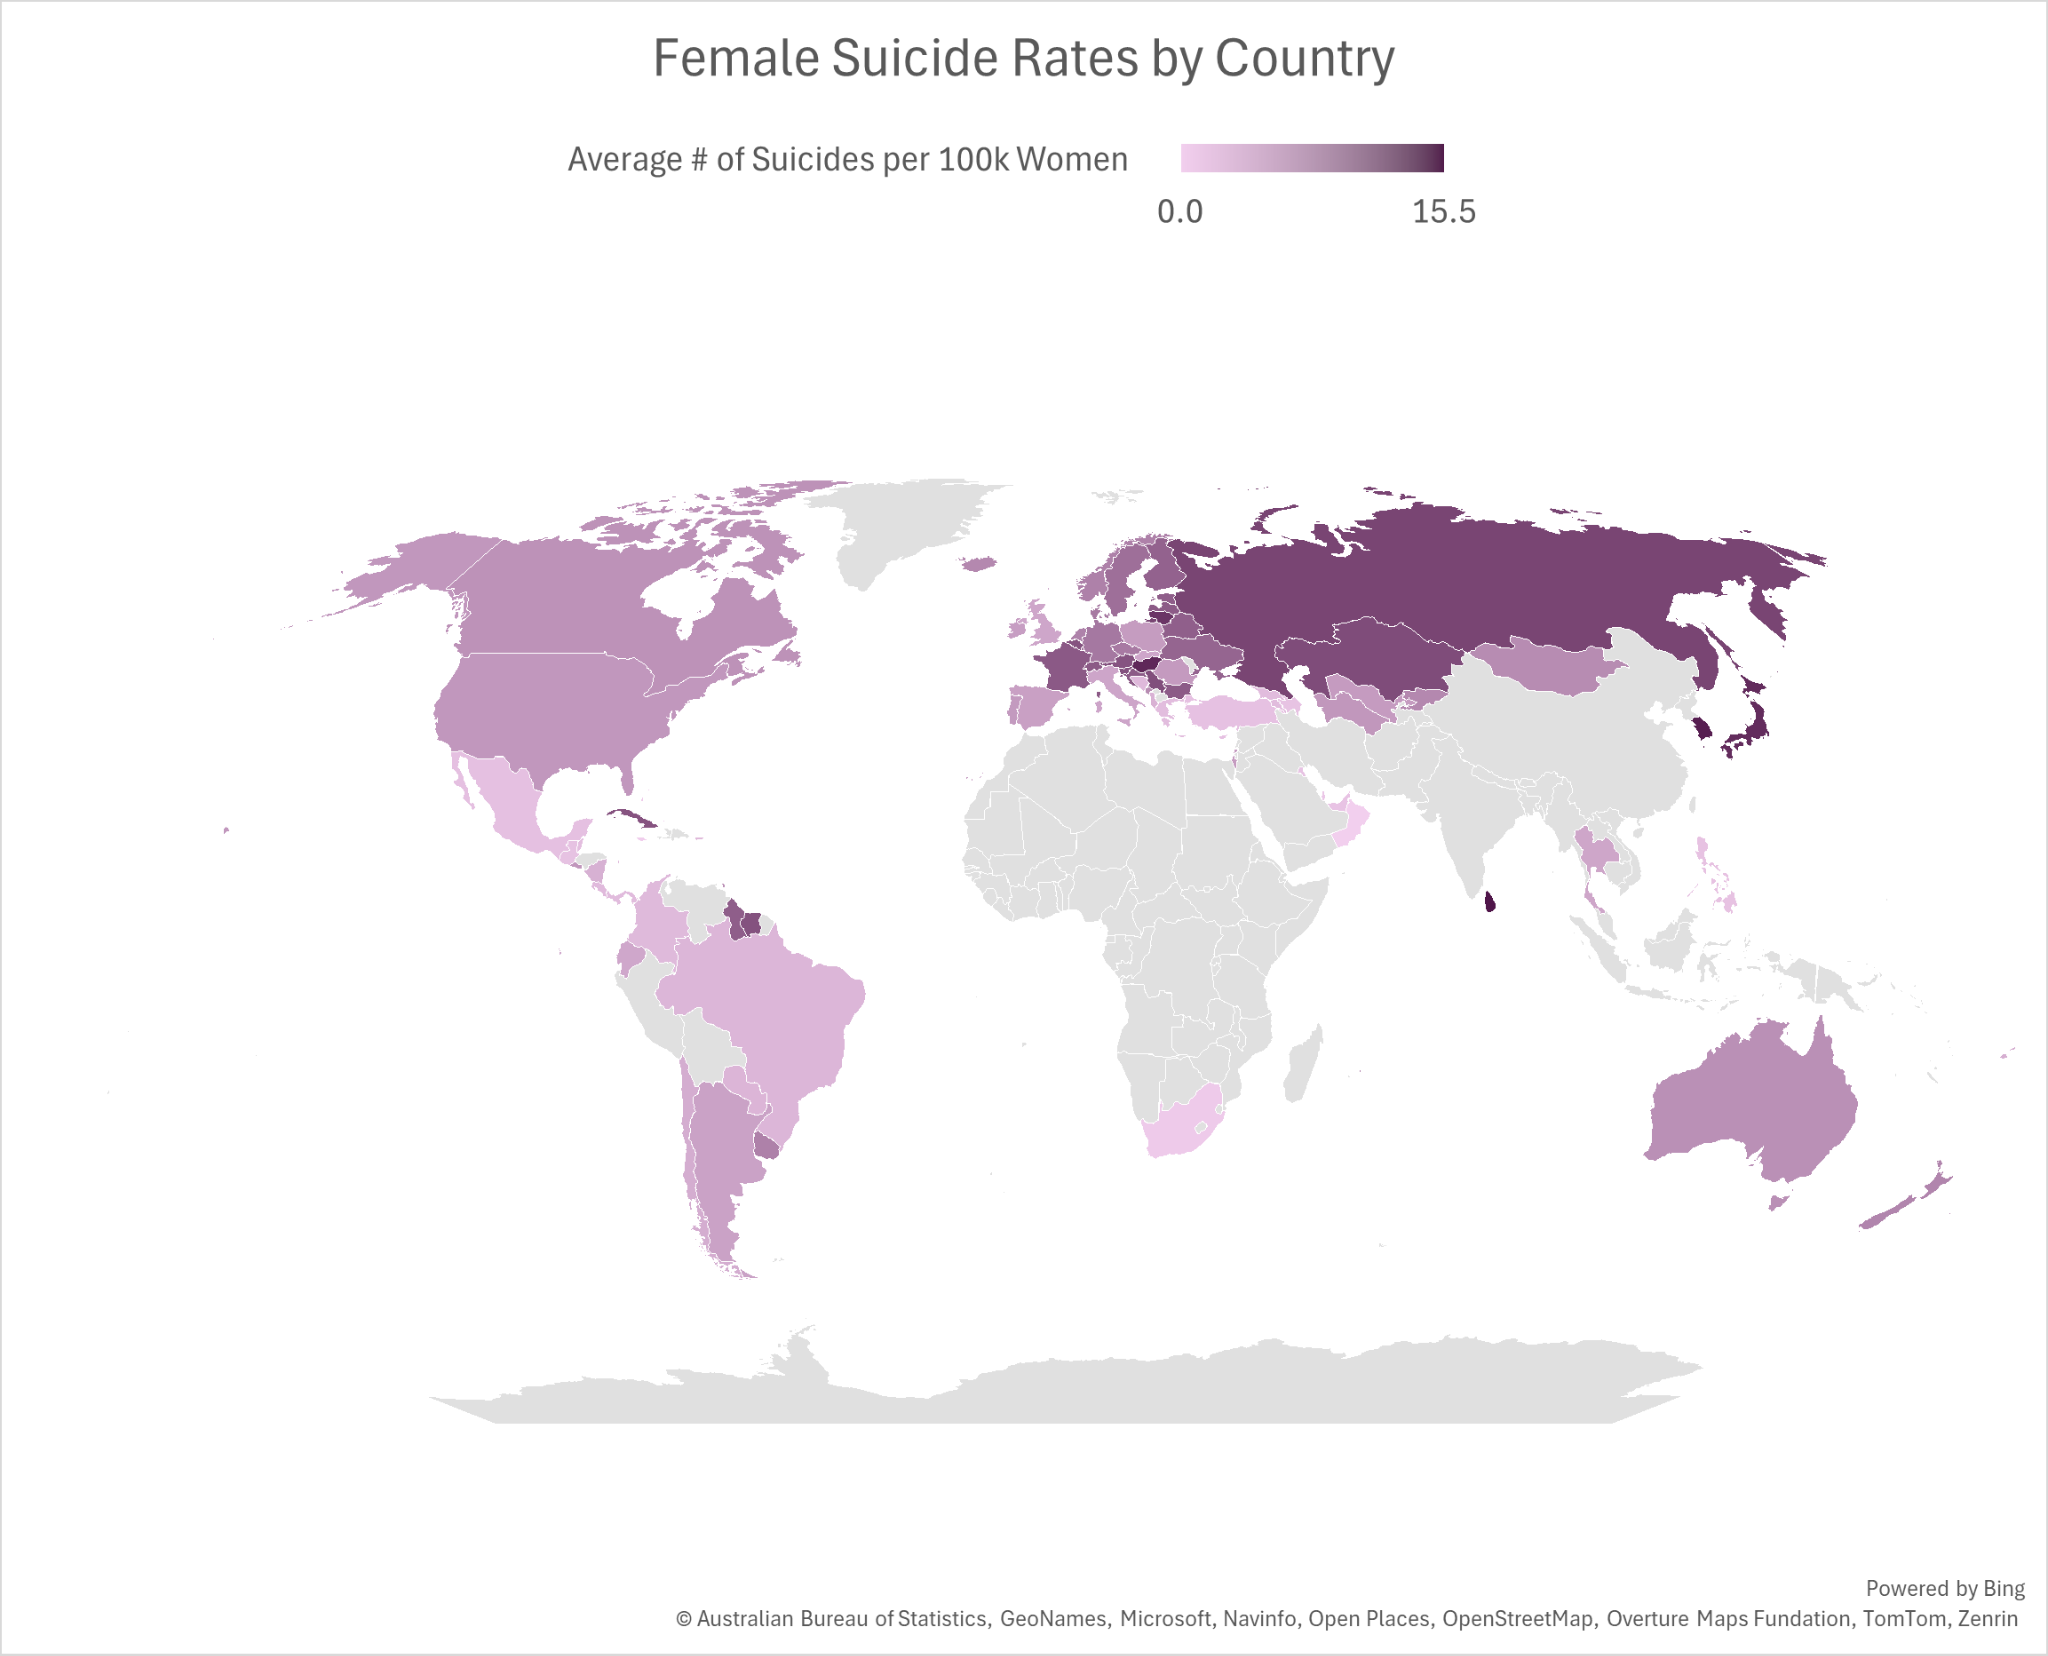 Female Suicide Rates by Country
Average # of Suicides per 100k Women
0.0 15.5
Powered by Bing
© Australian Bureau of Statistics, GeoNames, Microsoft, Navinfo, Open Places, OpenStreetMap, Overture Maps Fundation, TomTom, Zenrin